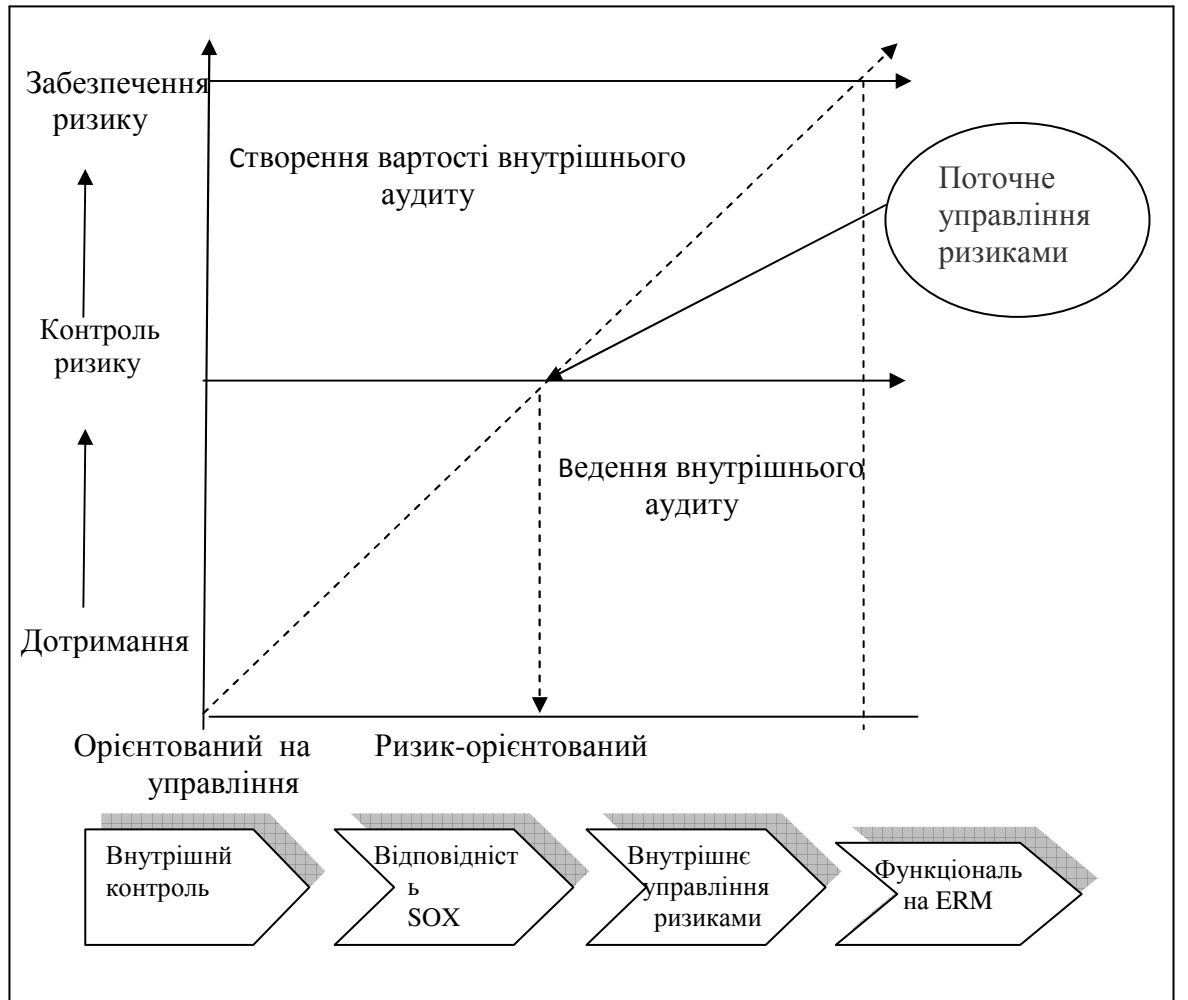 Забезпечення
ризику
Створення вартості внутрішнього
аудиту
Поточне
управління
ризиками
Контроль
ризику
Ведення внутрішнього
аудиту
Дотримання
Орієнтований на
управління
Ризик-орієнтований
Внутрішнй
контроль
Відповідніст
ь
SOX
Внутрішнє
управління
ризиками
Функціональ
на ERM